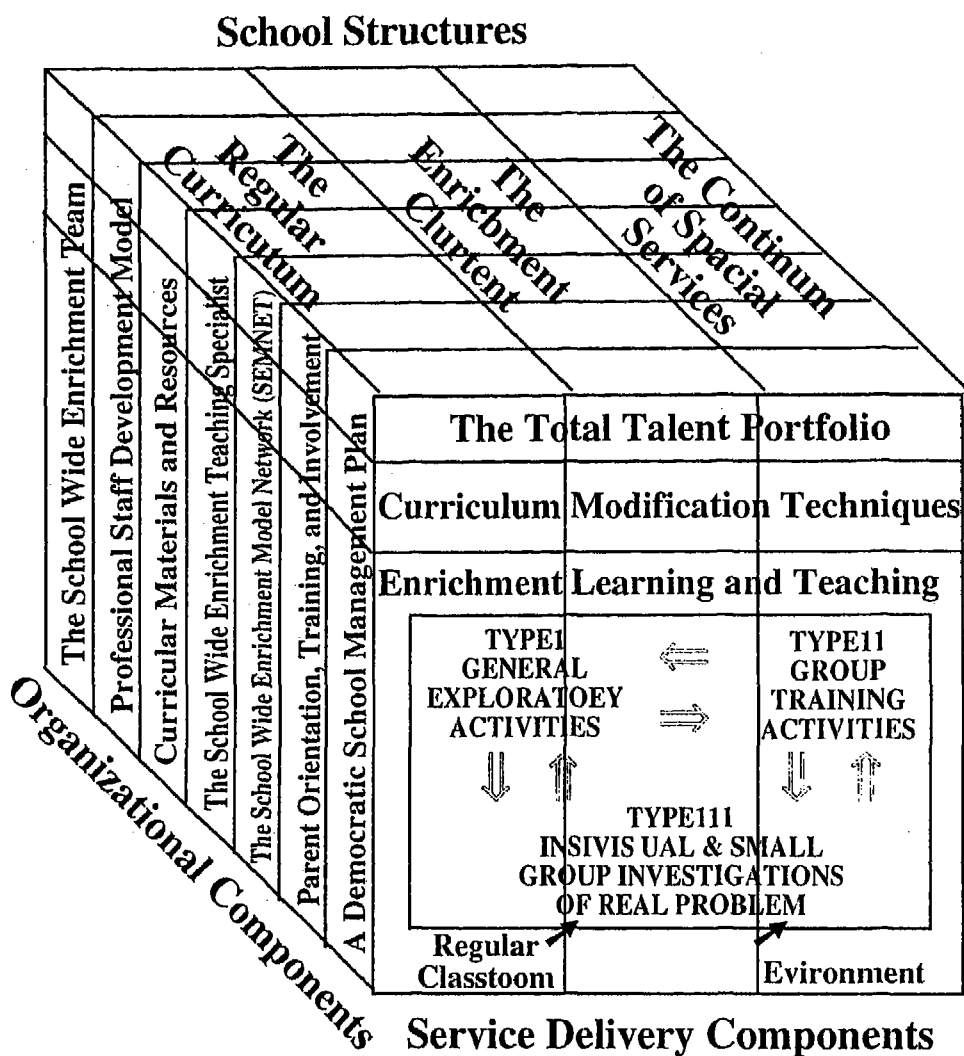 School Structures
The
Regular
Curricutum
The
Enricbment
Clurtent
The Continum
of Spacial
Services
The School Wide Enrichment Team
Professional Staff Development Model
Curricular Materials and Resources
The School Wide Enrichment Teaching Specialist
The School Wide Enrichment Model Network (SEMNET)
Parent Orientation, Training, and Involvement
A Democratic School Management Plan
Organizational Components
The Total Talent Portfolio
Curriculum Modification Techniques
Enrichment Learning and Teaching
TYPE1
GENERAL
EXPLORATOEY
ACTIVITIES
TYPE11
GROUP
TRAINING
ACTIVITIES
TYPE111
INSIVIS UAL & SMALL
GROUP INVESTIGATIONS
OF REAL PROBLEM
Regular
Classtoom
Evironment
Service Delivery Components